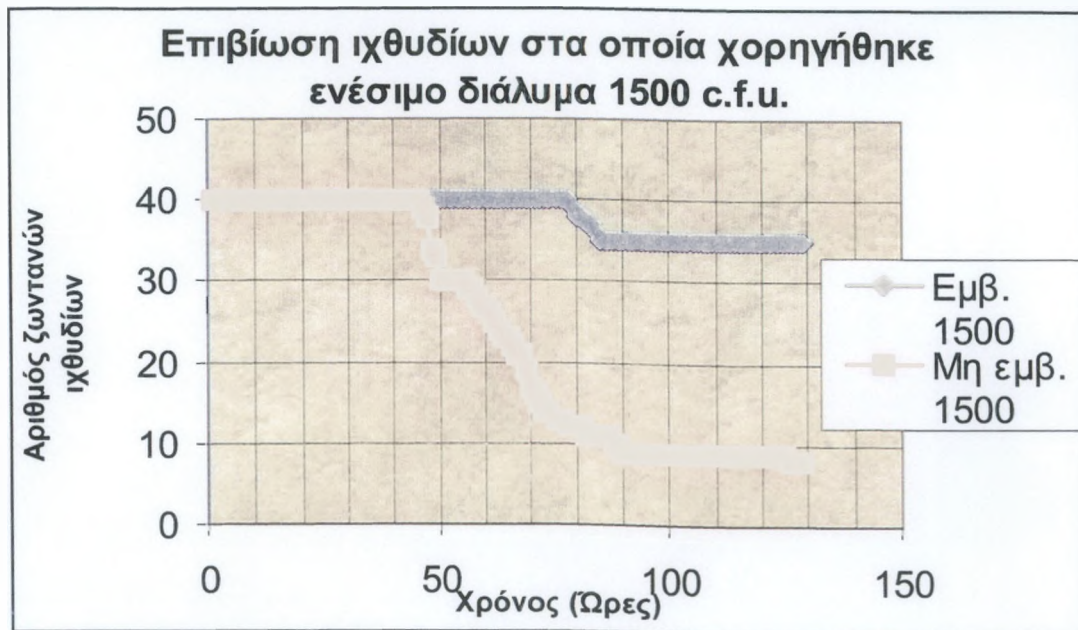 Επιβίωση ιχθυδίων στα οποία χορηγήθηκε
ενέσιμο διάλυμα 1500 c.f.u.
50
40
30
20
10
0
Αριθμός ζωντανών
ιχθυδίων
0
50
100
150
Χρόνος (Ώρες)
Εμβ.
1500
Μη εμβ.
1500